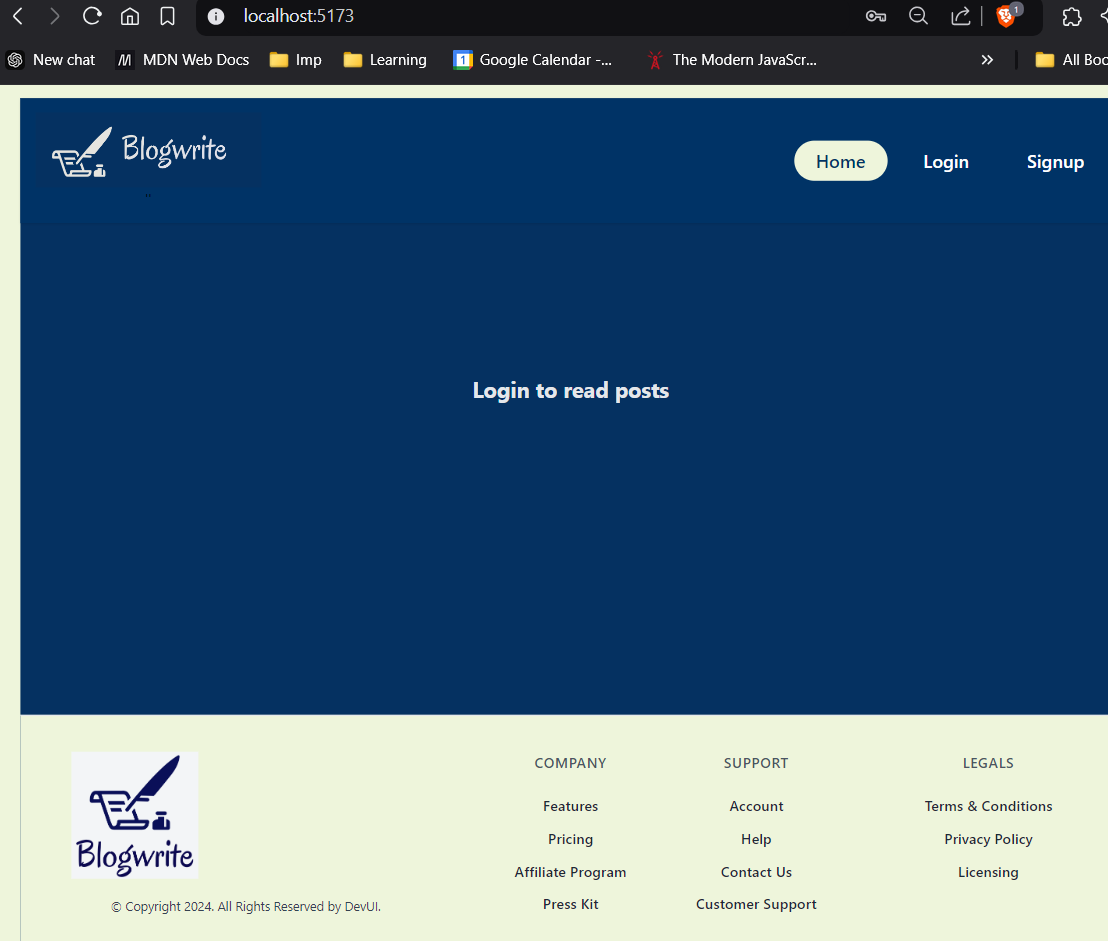 localhost:5173
1
New chat
MDN Web Docs
Imp
Learning
1
Google Calendar -...
The Modern JavaScr...
»
All Boo
Blogwrite
Home
Login
Signup
Login to read posts
Blogwrite
© Copyright 2024. All Rights Reserved by DevUI.
COMPANY
Features
Pricing
Affiliate Program
Press Kit
SUPPORT
Account
Help
Contact Us
Customer Support
LEGALS
Terms & Conditions
Privacy Policy
Licensing